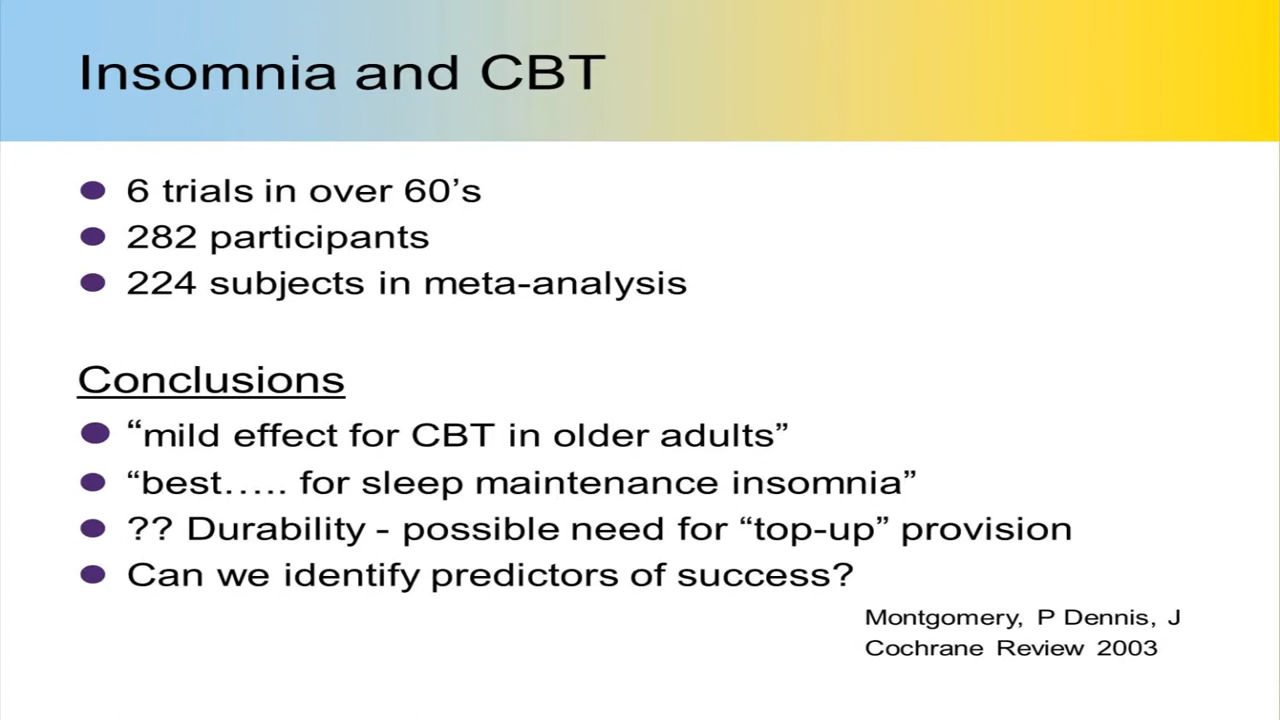 Insomnia and CBT
6 trials in over 60’s
282 participants
224 subjects in meta-analysis
Conclusions
“mild effect for CBT in older adults”
“best….. for sleep maintenance insomnia”
?? Durability - possible need for “top-up” provision
Can we identify predictors of success?
Montgomery, P Dennis, J
Cochrane Review 2003